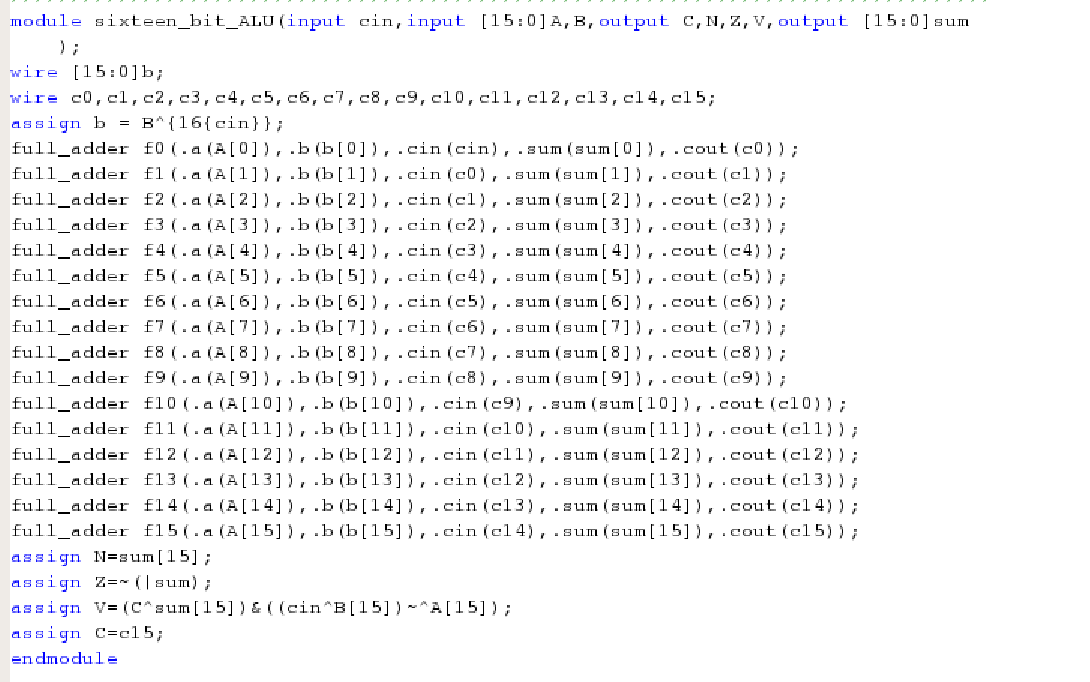 module sixteen_bit_ALU(input cin,input [15:0]A,B,output C,N,Z,V,output [15:0]sum
);
wire [15:0]b;
wire c0,c1,c2,c3,c4,c5,c6,c7,c8,c9,c10,c11,c12,c13,c14,c15;
assign b = B^{16{cin}};
full_adder f0(.a(A[0]),.b(b[0]),.cin(cin),.sum(sum[0]),.cout(c0));
full_adder f1(.a(A[1]),.b(b[1]),.cin(c0),.sum(sum[1]),.cout(c1));
full_adder f2(.a(A[2]),.b(b[2]),.cin(c1),.sum(sum[2]),.cout(c2));
full_adder f3(.a(A[3]),.b(b[3]),.cin(c2),.sum(sum[3]),.cout(c3));
full_adder f4(.a(A[4]),.b(b[4]),.cin(c3),.sum(sum[4]),.cout(c4));
full_adder f5(.a(A[5]),.b(b[5]),.cin(c4),.sum(sum[5]),.cout(c5));
full_adder f6(.a(A[6]),.b(b[6]),.cin(c5),.sum(sum[6]),.cout(c6));
full_adder f7(.a(A[7]),.b(b[7]),.cin(c6),.sum(sum[7]),.cout(c7));
full_adder f8(.a(A[8]),.b(b[8]),.cin(c7),.sum(sum[8]),.cout(c8));
full_adder f9(.a(A[9]),.b(b[9]),.cin(c8),.sum(sum[9]),.cout(c9));
full_adder f10(.a(A[10]),.b(b[10]),.cin(c9),.sum(sum[10]),.cout(c10));
full_adder f11(.a(A[11]),.b(b[11]),.cin(c10),.sum(sum[11]),.cout(c11));
full_adder f12(.a(A[12]),.b(b[12]),.cin(c11),.sum(sum[12]),.cout(c12));
full_adder f13(.a(A[13]),.b(b[13]),.cin(c12),.sum(sum[13]),.cout(c13));
full_adder f14(.a(A[14]),.b(b[14]),.cin(c13),.sum(sum[14]),.cout(c14));
full_adder f15(.a(A[15]),.b(b[15]),.cin(c14),.sum(sum[15]),.cout(c15));
assign N=sum[15];
assign Z=~(|sum);
assign V=(C^sum[15])&((cin^B[15])~^A[15]);
assign C=c15;
endmodule